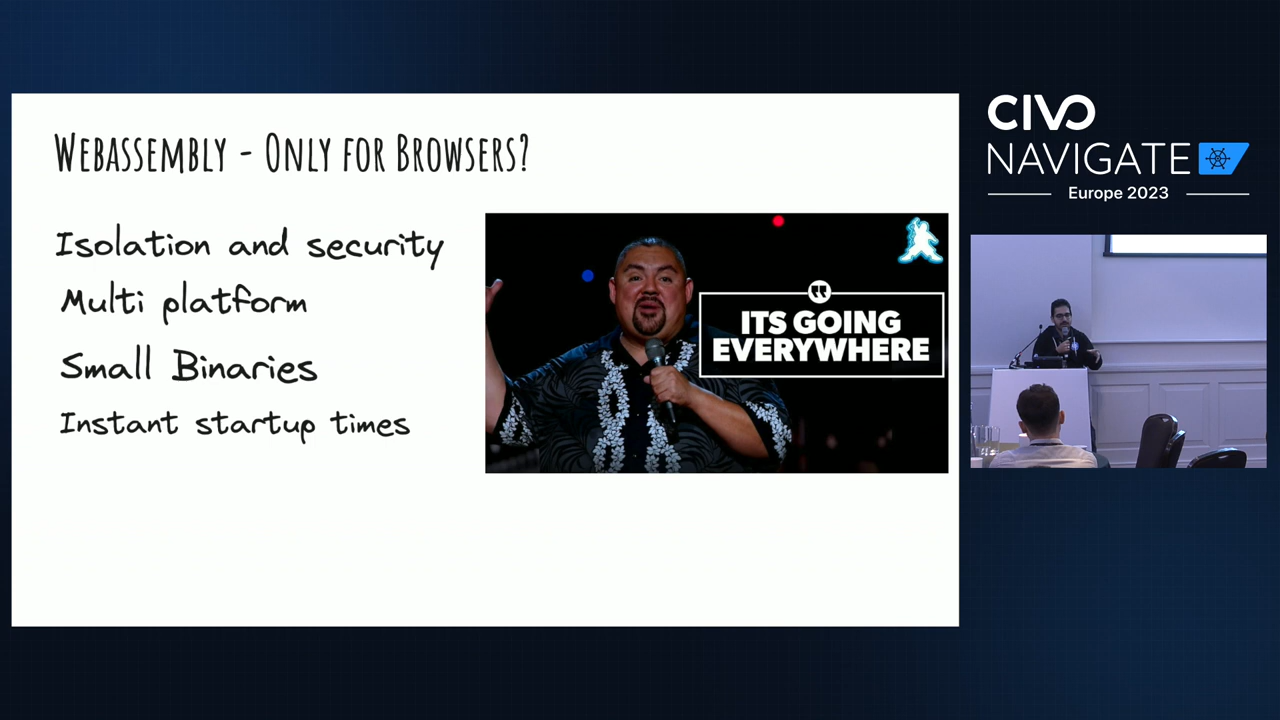 WEBASSEMBLY - ONLY FOR BROWSERS?
Isolation and security
Multi platform
Small Binaries
Instant startup times
ITS GOING
EVERYWHERE
CIVO
NAVIGATE
Europe 2023